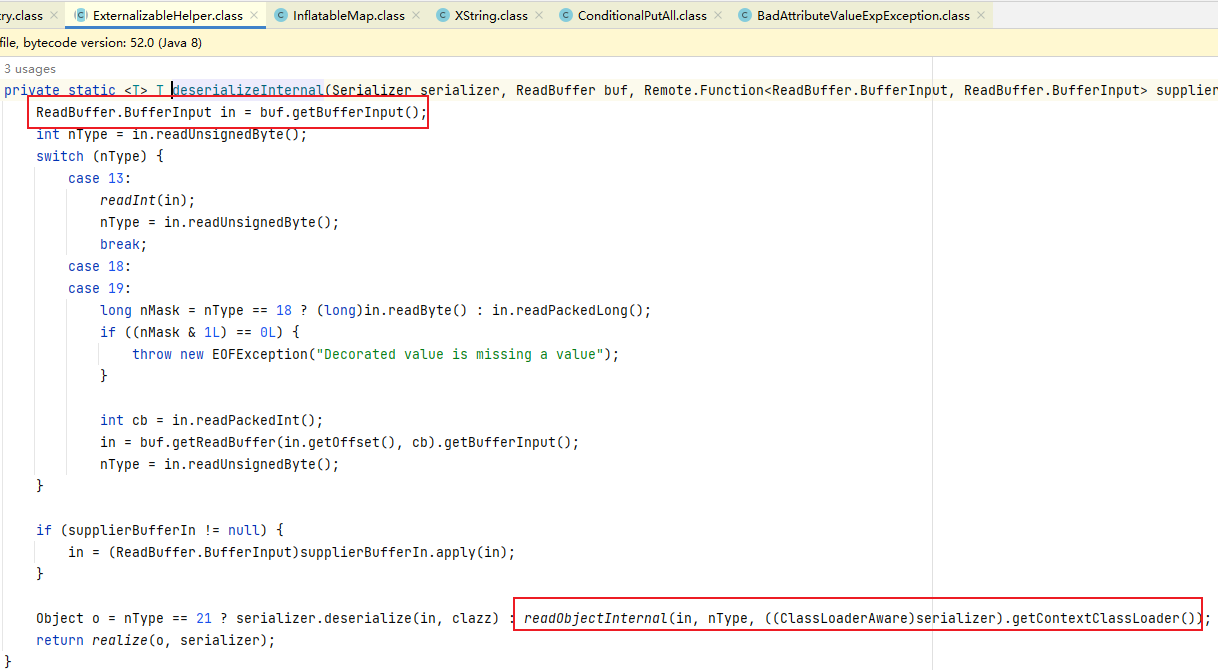 ry.class ExternalizableHelper.class InflatableMap.class XString.class ConditionalPutAll.class BadAttributeValueExpException.class
file, bytecode version: 52.0 (Java 8)
3 usages
private static <T> T deserializeInternal(Serializer serializer, ReadBuffer buf, Remote.Function<ReadBuffer.BufferInput, ReadBuffer.BufferInput> supplier
ReadBuffer.BufferInput in = buf.getBufferInput();
int nType = in.readUnsignedByte();
switch (nType) {
case 13:
readInt(in);
nType = in.readUnsignedByte();
break;
case 18:
case 19:
long nMask = nType == 18 ? (long)in.readByte() : in.readPackedLong();
if ((nMask & 1L) == 0L) {
throw new EOFException("Decorated value is missing a value");
}
int cb = in.readPackedInt();
in = buf.getReadBuffer(in.getOffset(), cb).getBufferInput();
nType = in.readUnsignedByte();
}
if (supplierBufferIn != null) {
in = (ReadBuffer.BufferInput)supplierBufferIn.apply(in);
}
Object o = nType == 21 ? serializer.deserialize(in, clazz) : readObjectInternal(in, nType, ((ClassLoaderAware)serializer).getContextClassLoader());
return realize(o, serializer);
}